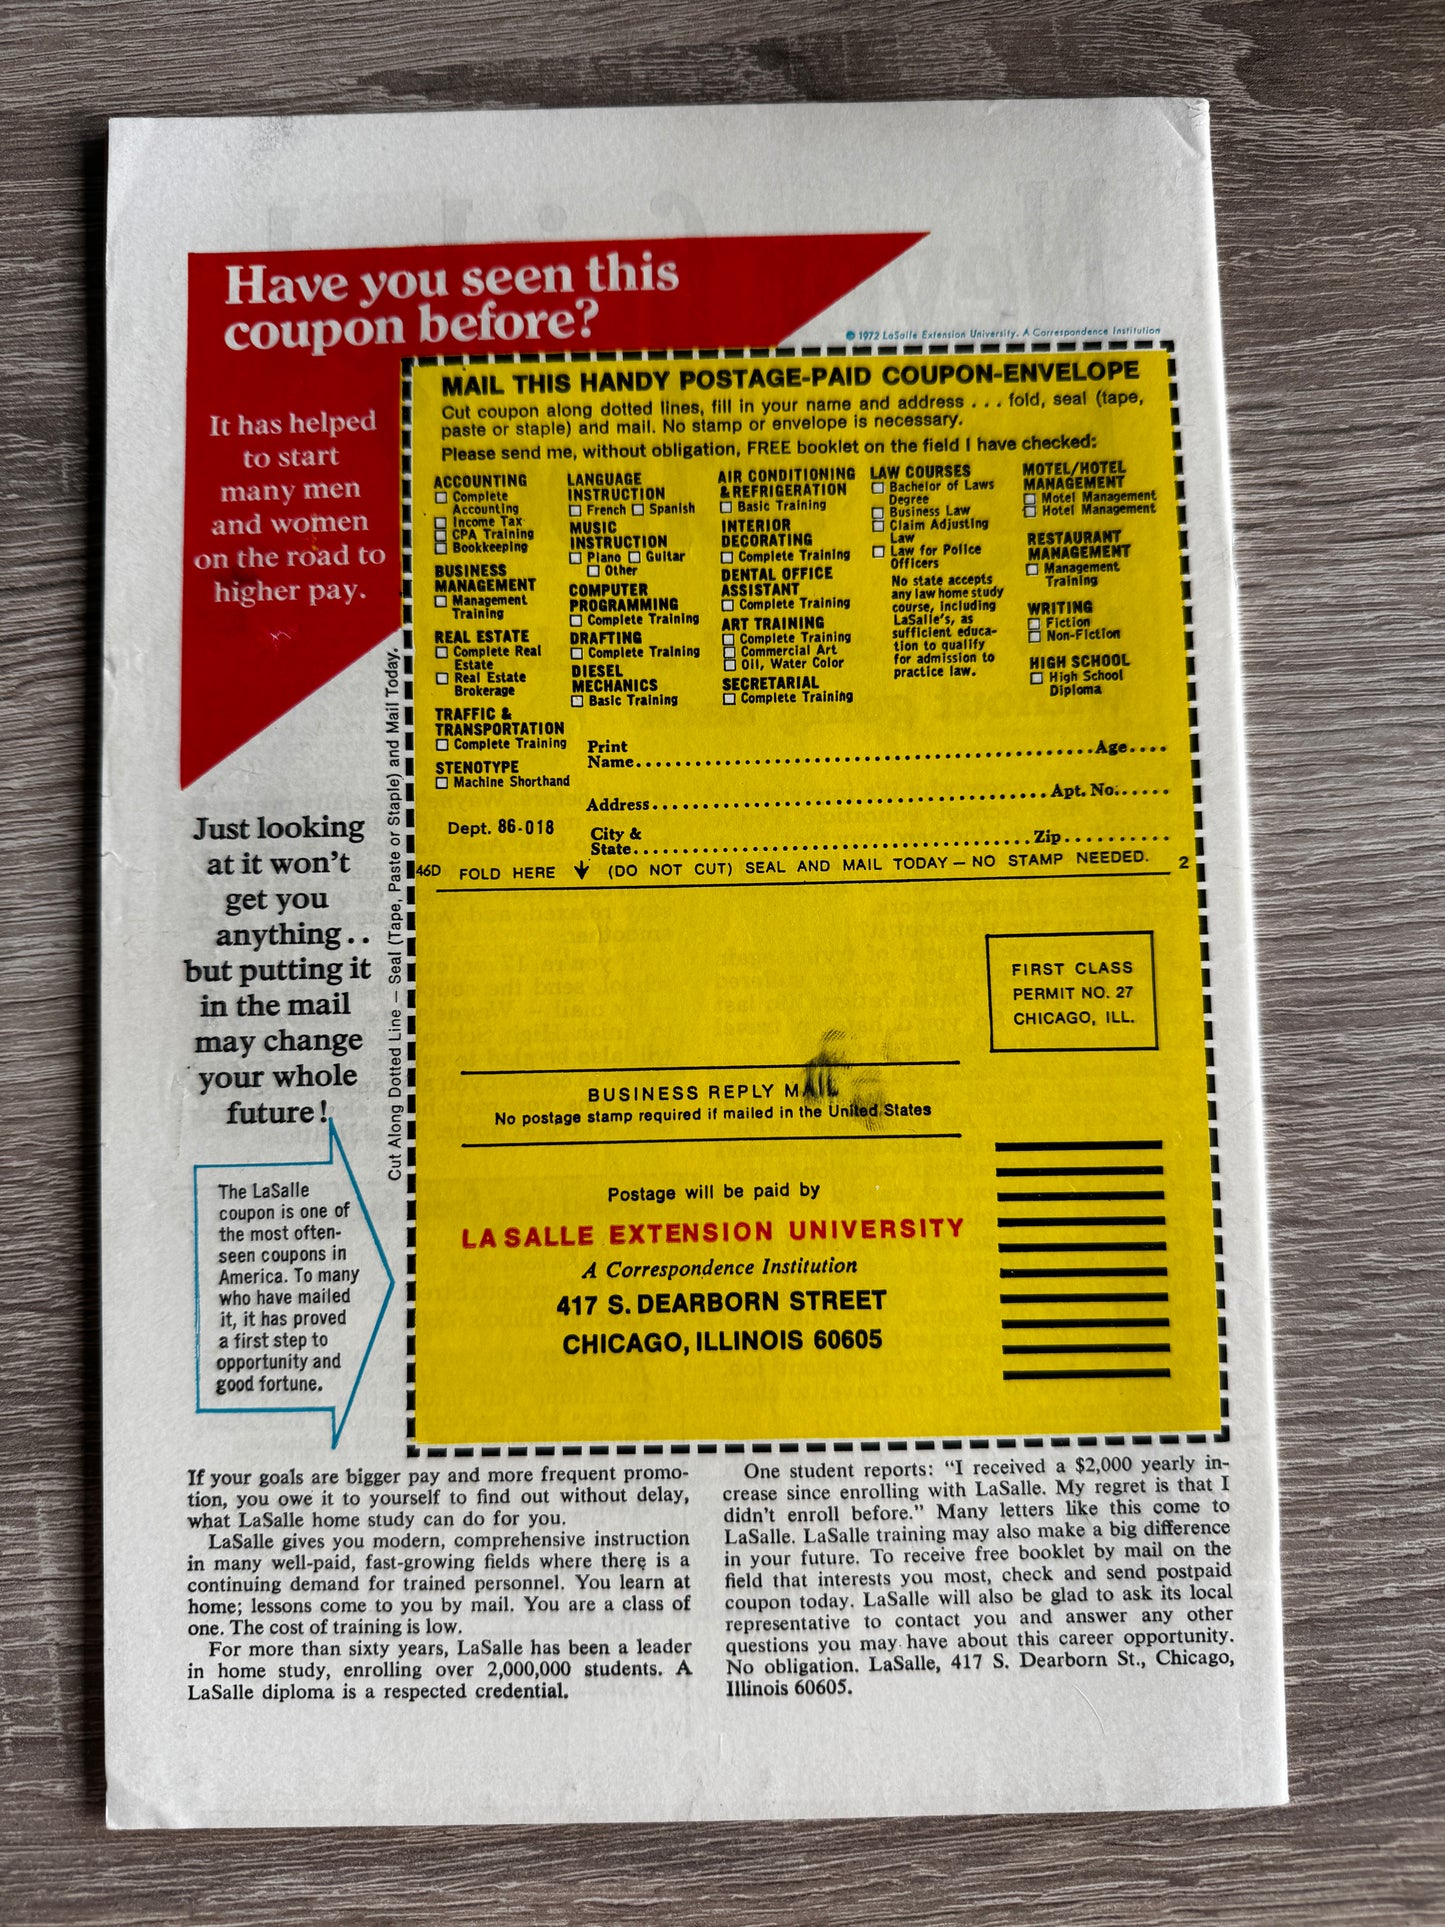 Have you seen this
coupon before?
© 1972 LaSalle Extension University. A Correspondence Institution
It has helped
to start
many men
and women
on the road to
higher pay.
Just looking
at it won't
get you
anything..
but putting it
in the mail
may change
your whole
future!
The LaSalle
coupon is one of
the most often-
seen coupons in
America. To many
who have mailed
it, it has proved
a first step to
opportunity and
good fortune.
Cut Along Dotted Line — Seal (Tape, Paste or Staple) and Mail Today.
MAIL THIS HANDY POSTAGE-PAID COUPON-ENVELOPE
Cut coupon along dotted lines, fill in your name and address . . . fold, seal (tape,
paste or staple) and mail. No stamp or envelope is necessary.
Please send me, without obligation, FREE booklet on the field I have checked:
ACCOUNTING
☐ Complete
Accounting
☐ Income Tax
☐ CPA Training
☐ Bookkeeping
BUSINESS
MANAGEMENT
☐ Management
Training
REAL ESTATE
☐ Complete Real
Estate
☐ Real Estate
Brokerage
TRAFFIC &
TRANSPORTATION
☐ Complete Training
STENOTYPE
☐ Machine Shorthand
LANGUAGE
INSTRUCTION
☐ French ☐ Spanish
MUSIC
INSTRUCTION
☐ Piano ☐ Guitar
☐ Other
COMPUTER
PROGRAMMING
☐ Complete Training
DRAFTING
☐ Complete Training
DIESEL
MECHANICS
☐ Basic Training
AIR CONDITIONING
& REFRIGERATION
☐ Basic Training
INTERIOR
DECORATING
☐ Complete Training
DENTAL OFFICE
ASSISTANT
☐ Complete Training
ART TRAINING
☐ Complete Training
☐ Commercial Art
☐ Oil, Water Color
SECRETARIAL
☐ Complete Training
LAW COURSES
☐ Bachelor of Laws
Degree
☐ Business Law
☐ Claim Adjusting
Law
☐ Law for Police
Officers
No state accepts
any law home study
course, including
LaSalle's, as
sufficient educa-
tion to qualify
for admission to
practice law.
MOTEL/HOTEL
MANAGEMENT
☐ Motel Management
☐ Hotel Management
RESTAURANT
MANAGEMENT
☐ Management
Training
WRITING
☐ Fiction
☐ Non-Fiction
HIGH SCHOOL
☐ High School
Diploma
Print
Name........................................Age....
Address........................................Apt. No......
Dept. 86-018
City &
State........................................Zip..........
46D FOLD HERE ↓ (DO NOT CUT) SEAL AND MAIL TODAY — NO STAMP NEEDED. 2
FIRST CLASS
PERMIT NO. 27
CHICAGO, ILL.
BUSINESS REPLY MAIL
No postage stamp required if mailed in the United States
Postage will be paid by
LA SALLE EXTENSION UNIVERSITY
A Correspondence Institution
417 S. DEARBORN STREET
CHICAGO, ILLINOIS 60605
If your goals are bigger pay and more frequent promo-
tion, you owe it to yourself to find out without delay,
what LaSalle home study can do for you.
LaSalle gives you modern, comprehensive instruction
in many well-paid, fast-growing fields where there is a
continuing demand for trained personnel. You learn at
home; lessons come to you by mail. You are a class of
one. The cost of training is low.
For more than sixty years, LaSalle has been a leader
in home study, enrolling over 2,000,000 students. A
LaSalle diploma is a respected credential.
One student reports: "I received a $2,000 yearly in-
crease since enrolling with LaSalle. My regret is that I
didn't enroll before." Many letters like this come to
LaSalle. LaSalle training may also make a big difference
in your future. To receive free booklet by mail on the
field that interests you most, check and send postpaid
coupon today. LaSalle will also be glad to ask its local
representative to contact you and answer any other
questions you may have about this career opportunity.
No obligation. LaSalle, 417 S. Dearborn St., Chicago,
Illinois 60605.